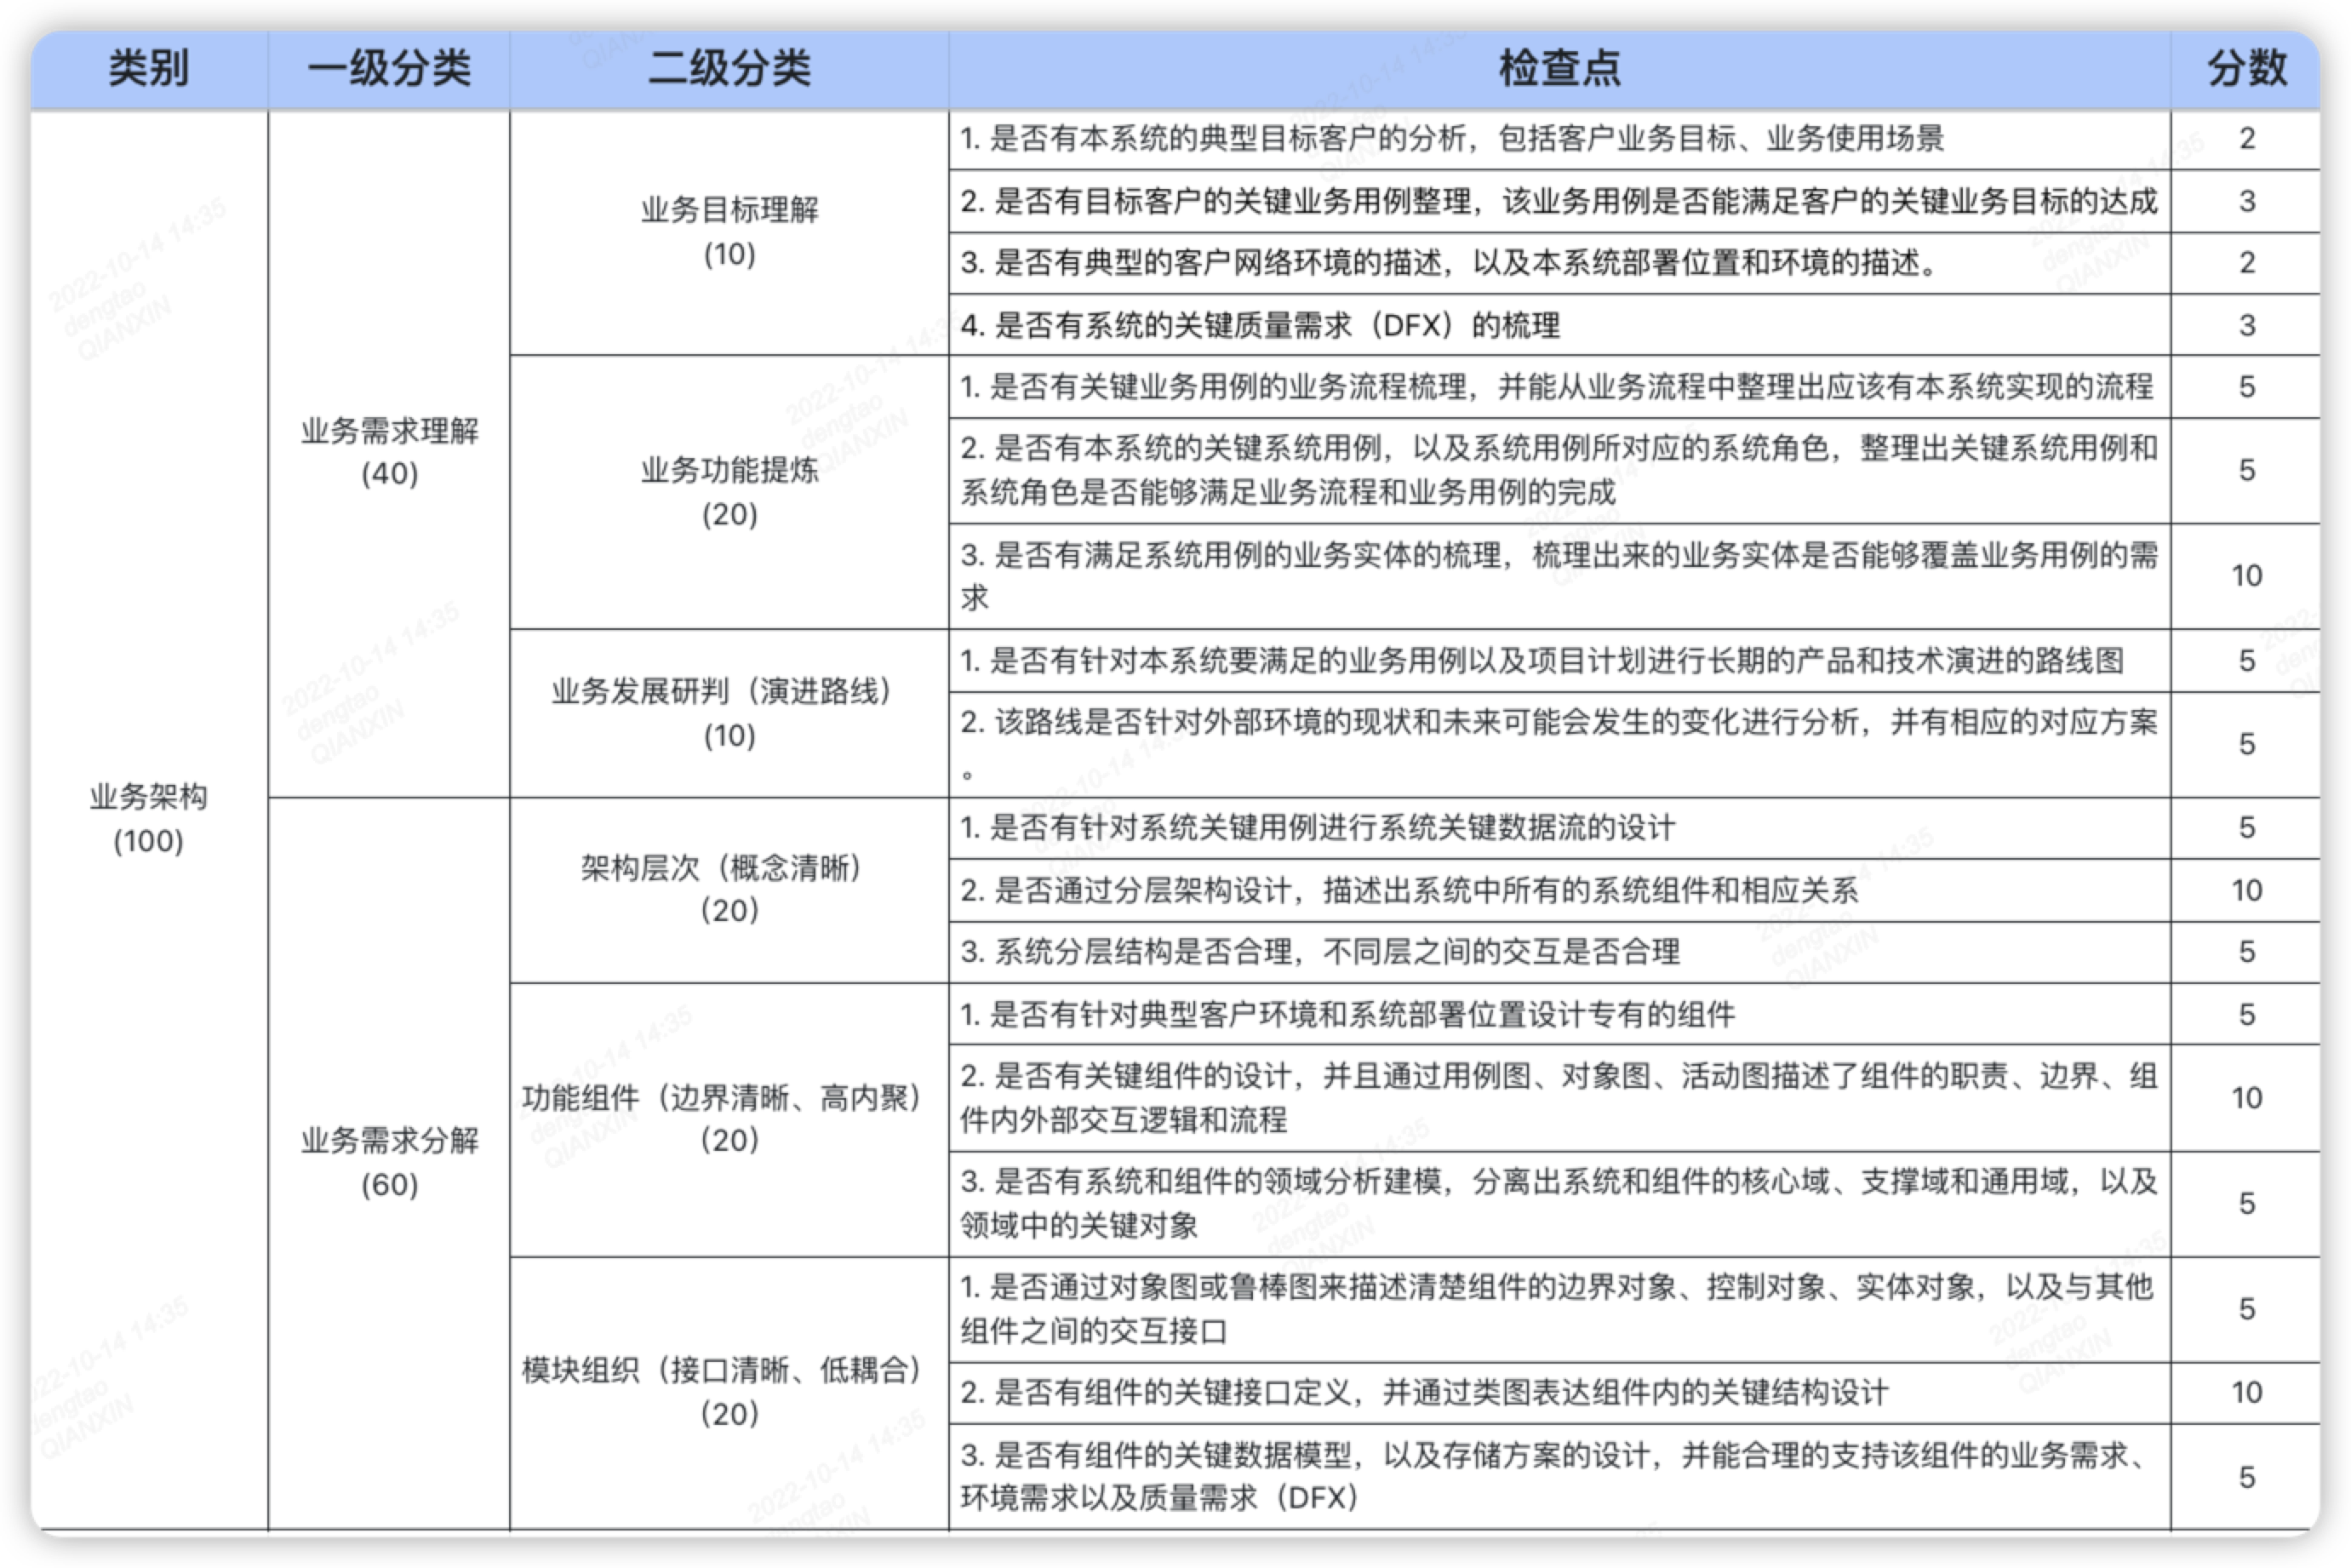 类别 一级分类 二级分类 检查点 分数
业务架构
(100)
业务需求理解
(40)
业务目标理解
(10)
1. 是否有本系统的典型目标客户的分析，包括客户业务目标、业务使用场景 2
2. 是否有目标客户的关键业务用例整理，该业务用例是否能满足客户的关键业务目标的达成 3
3. 是否有典型的客户网络环境的描述，以及本系统部署位置和环境的描述。 2
4. 是否有系统的关键质量需求（DFX）的梳理 3
业务功能提炼
(20)
1. 是否有关键业务用例的业务流程梳理，并能从业务流程中整理出应该有本系统实现的流程 5
2. 是否有本系统的关键系统用例，以及系统用例所对应的系统角色，整理出关键系统用例和
系统角色是否能够满足业务流程和业务用例的完成 5
3. 是否有满足系统用例的业务实体的梳理，梳理出来的业务实体是否能够覆盖业务用例的需
求 10
业务发展研判（演进路线）
(10)
1. 是否有针对本系统要满足的业务用例以及项目计划进行长期的产品和技术演进的路线图 5
2. 该路线是否针对外部环境的现状和未来可能会发生的变化进行分析，并有相应的对应方案
。 5
业务需求分解
(60)
架构层次（概念清晰）
(20)
1. 是否有针对系统关键用例进行系统关键数据流的设计 5
2. 是否通过分层架构设计，描述出系统中所有的系统组件和相应关系 10
3. 系统分层结构是否合理，不同层之间的交互是否合理 5
功能组件（边界清晰、高内聚）
(20)
1. 是否有针对典型客户环境和系统部署位置设计专有的组件 5
2. 是否有关键组件的设计，并且通过用例图、对象图、活动图描述了组件的职责、边界、组
件内外部交互逻辑和流程 10
3. 是否有系统和组件的领域分析建模，分离出系统和组件的核心域、支撑域和通用域，以及
领域中的关键对象 5
模块组织（接口清晰、低耦合）
(20)
1. 是否通过对象图或鲁棒图来描述清楚组件的边界对象、控制对象、实体对象，以及与其他
组件之间的交互接口 5
2. 是否有组件的关键接口定义，并通过类图表达组件内的关键结构设计 10
3. 是否有组件的关键数据模型，以及存储方案的设计，并能合理的支持该组件的业务需求、
环境需求以及质量需求（DFX） 5
2022-10-14 14:35
dengtao
QIANXIN